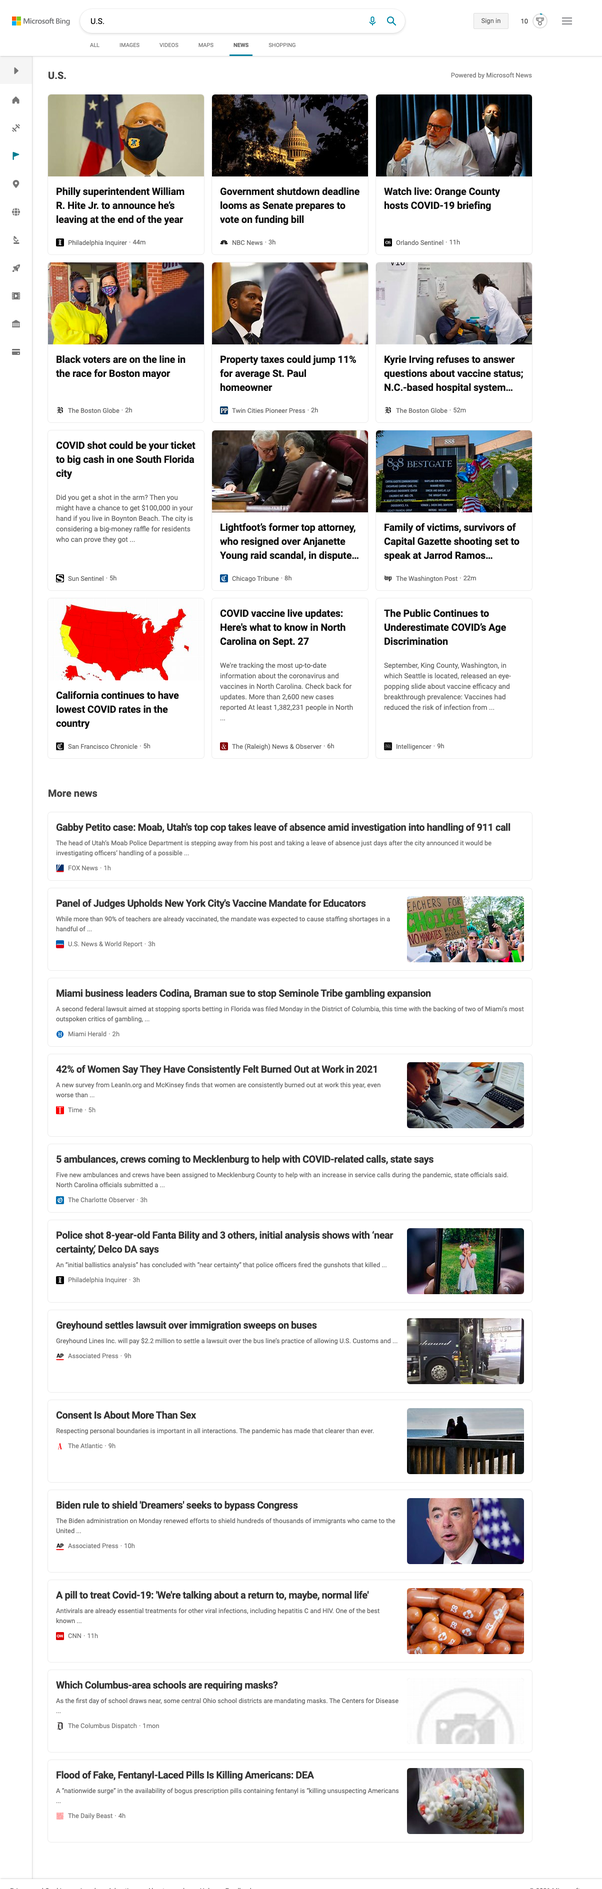 Microsoft Bing
U.S.
Sign in
10
ALL IMAGES VIDEOS MAPS NEWS SHOPPING
U.S.
Powered by Microsoft News
Philly superintendent William
R. Hite Jr. to announce he's
leaving at the end of the year
Philadelphia Inquirer · 44m
Government shutdown deadline
looms as Senate prepares to
vote on funding bill
NBC News · 3h
Watch live: Orange County
hosts COVID-19 briefing
Orlando Sentinel · 11h
Black voters are on the line in
the race for Boston mayor
The Boston Globe · 2h
Property taxes could jump 11%
for average St. Paul
homeowner
Twin Cities Pioneer Press · 2h
Kyrie Irving refuses to answer
questions about vaccine status;
N.C.-based hospital system...
The Boston Globe · 52m
COVID shot could be your ticket
to big cash in one South Florida
city
Did you get a shot in the arm? Then you
might have a chance to get $100,000 in your
hand if you live in Boynton Beach. The city is
considering a big-money raffle for residents
who can prove they got ...
Sun Sentinel · 5h
888
888 BESTGATE
Lightfoot's former top attorney,
who resigned over Anjanette
Young raid scandal, in dispute...
Chicago Tribune · 8h
Family of victims, survivors of
Capital Gazette shooting set to
speak at Jarrod Ramos...
The Washington Post · 22m
California continues to have
lowest COVID rates in the
country
San Francisco Chronicle · 5h
COVID vaccine live updates:
Here's what to know in North
Carolina on Sept. 27
We're tracking the most up-to-date
information about the coronavirus and
vaccines in North Carolina. Check back for
updates. More than 2,600 new cases
reported At least 1,382,231 people in North
...
The (Raleigh) News & Observer · 6h
The Public Continues to
Underestimate COVID's Age
Discrimination
September, King County, Washington, in
which Seattle is located, released an eye-
popping slide about vaccine efficacy and
breakthrough prevalence: Vaccines had
reduced the risk of infection from ...
Intelligencer · 9h
More news
Gabby Petito case: Moab, Utah's top cop takes leave of absence amid investigation into handling of 911 call
The head of Utah's Moab Police Department is stepping away from his post and taking a leave of absence just days after the city announced it would be
investigating officers' handling of a possible ...
FOX News · 1h
Panel of Judges Upholds New York City's Vaccine Mandate for Educators
While more than 90% of teachers are already vaccinated, the mandate was expected to cause staffing shortages in a
handful of ...
U.S. News & World Report · 3h
TEACHERS FOR
CHOICE
NO MANDATES
Miami business leaders Codina, Braman sue to stop Seminole Tribe gambling expansion
A second federal lawsuit aimed at stopping sports betting in Florida was filed Monday in the District of Columbia, this time with the backing of two of Miami's most
outspoken critics of gambling, ...
Miami Herald · 2h
42% of Women Say They Have Consistently Felt Burned Out at Work in 2021
A new survey from LeanIn.org and McKinsey finds that women are consistently burned out at work this year, even
worse than ...
Time · 5h
5 ambulances, crews coming to Mecklenburg to help with COVID-related calls, state says
Five new ambulances and crews have been assigned to Mecklenburg County to help with an increase in service calls during the pandemic, state officials said.
North Carolina officials submitted a ...
The Charlotte Observer · 3h
Police shot 8-year-old Fanta Bility and 3 others, initial analysis shows with 'near
certainty,' Delco DA says
An "initial ballistics analysis" has concluded with "near certainty" that police officers fired the gunshots that killed ...
Philadelphia Inquirer · 3h
Greyhound settles lawsuit over immigration sweeps on buses
Greyhound Lines Inc. will pay $2.2 million to settle a lawsuit over the bus line's practice of allowing U.S. Customs and ...
AP Associated Press · 9h
Consent Is About More Than Sex
Respecting personal boundaries is important in all interactions. The pandemic has made that clearer than ever.
The Atlantic · 9h
Biden rule to shield 'Dreamers' seeks to bypass Congress
The Biden administration on Monday renewed efforts to shield hundreds of thousands of immigrants who came to the
United ...
AP Associated Press · 10h
A pill to treat Covid-19: 'We're talking about a return to, maybe, normal life'
Antivirals are already essential treatments for other viral infections, including hepatitis C and HIV. One of the best
known ...
CNN · 11h
Which Columbus-area schools are requiring masks?
As the first day of school draws near, some central Ohio school districts are mandating masks. The Centers for Disease
...
The Columbus Dispatch · 1mon
Flood of Fake, Fentanyl-Laced Pills Is Killing Americans: DEA
A "nationwide surge" in the availability of bogus prescription pills containing fentanyl is "killing unsuspecting Americans
...
The Daily Beast · 4h